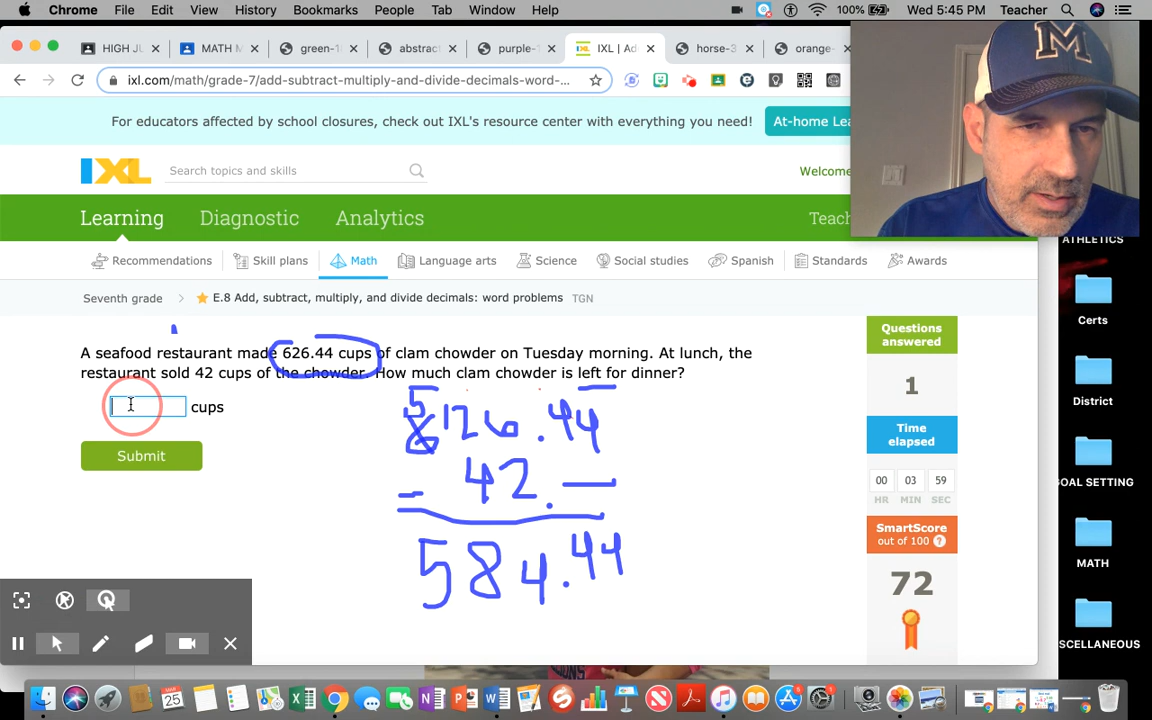 Chrome File Edit View History Bookmarks People Tab Window Help 100% Wed 5:45 PM Teacher
HIGH JU MATH M green-1 abstrac purple-1 IXL | Ad horse-3 orange-
ixl.com/math/grade-7/add-subtract-multiply-and-divide-decimals-word-...
For educators affected by school closures, check out IXL's resource center with everything you need! At-home Lea
IXL Search topics and skills Welcome
Learning Diagnostic Analytics Teach
ATHLETICS
Recommendations Skill plans Math Language arts Science Social studies Spanish Standards Awards
Seventh grade > E.8 Add, subtract, multiply, and divide decimals: word problems TGN
Certs
A seafood restaurant made 626.44 cups of clam chowder on Tuesday morning. At lunch, the
restaurant sold 42 cups of the chowder. How much clam chowder is left for dinner?
cups
Submit
5
6126.44
- 42.
584.44
Questions
answered
1
Time
elapsed
00 03 59
HR MIN SEC
SmartScore
out of 100 ?
72
District
GOAL SETTING
MATH
SCELLANEOUS
MAR
25